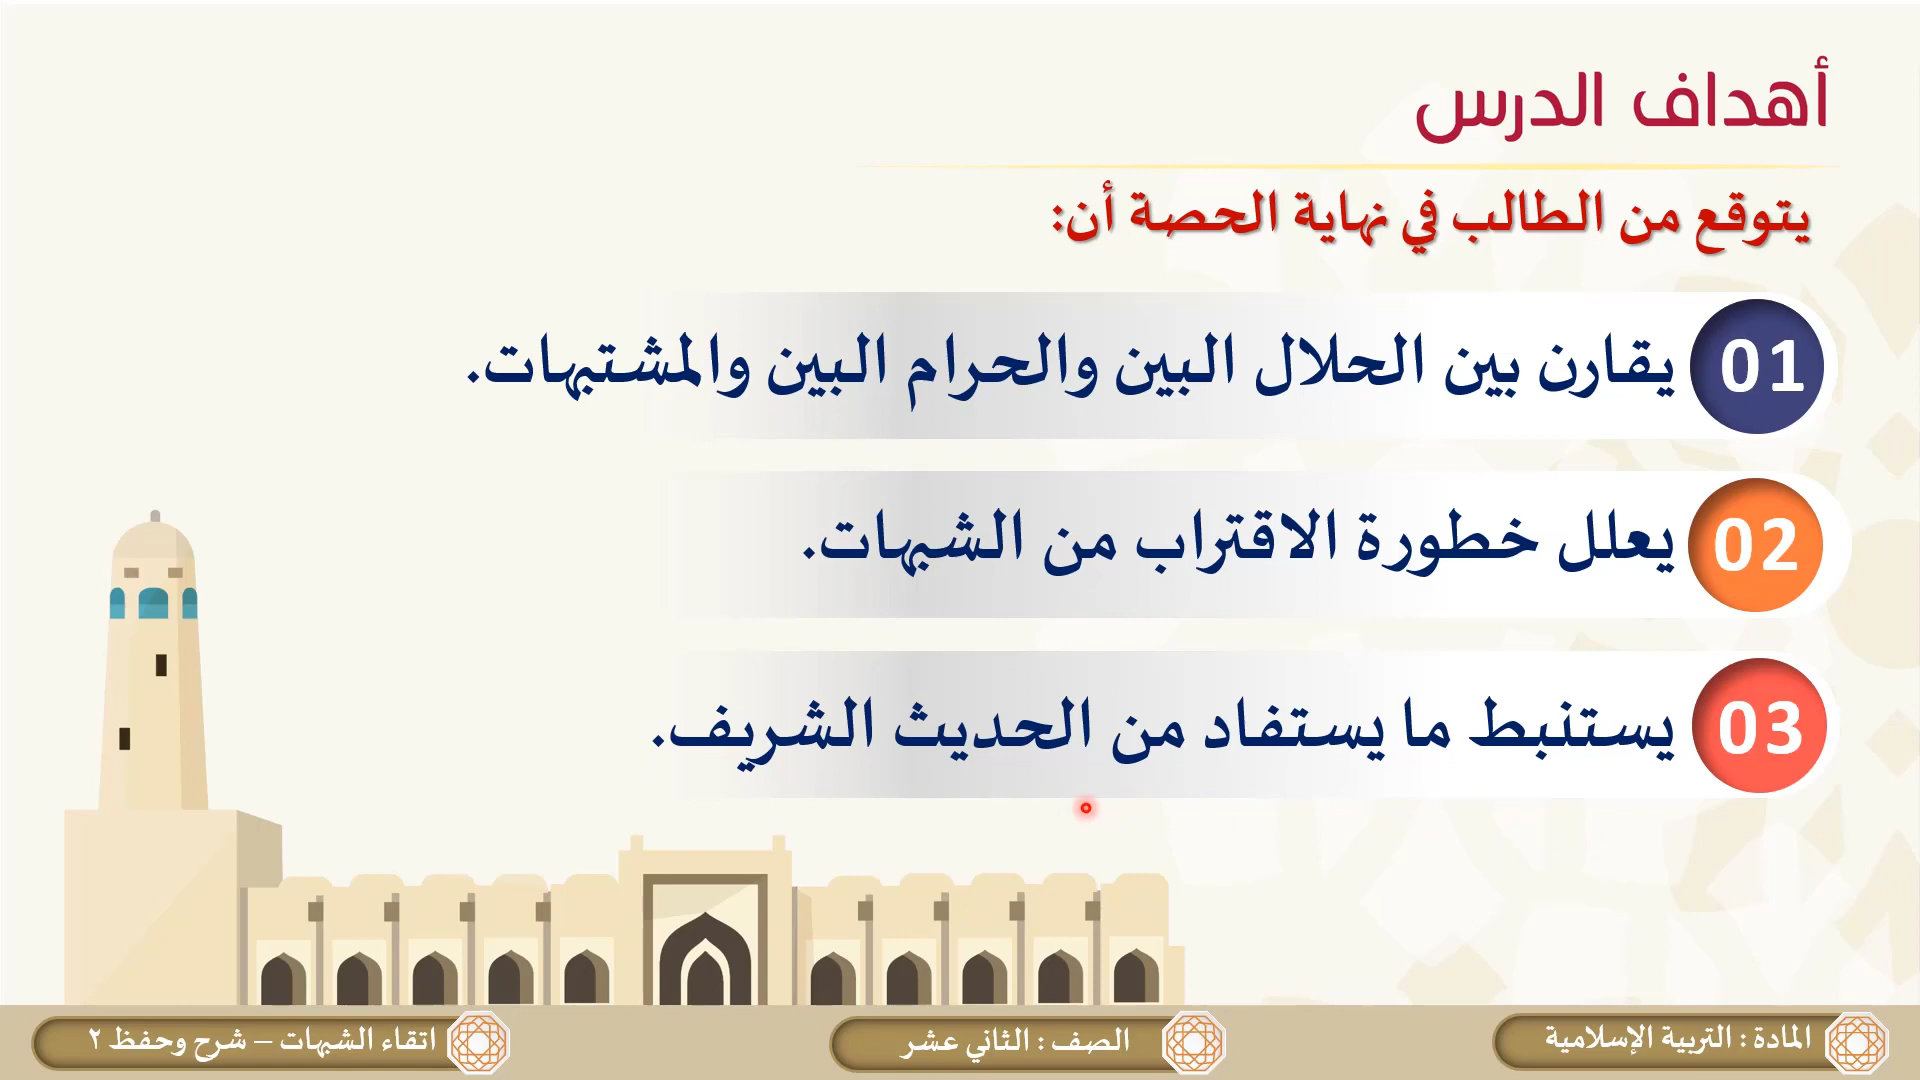 أهداف الدرس
يتوقع من الطالب في نهاية الحصة أن:
01 يقارن بين الحلال البين والحرام البين والمشتبهات.
02 يعلل خطورة الاقتراب من الشبهات.
03 يستنبط ما يستفاد من الحديث الشريف.
المادة : التربية الإسلامية
الصف : الثاني عشر
اتقاء الشبهات – شرح وحفظ ٢